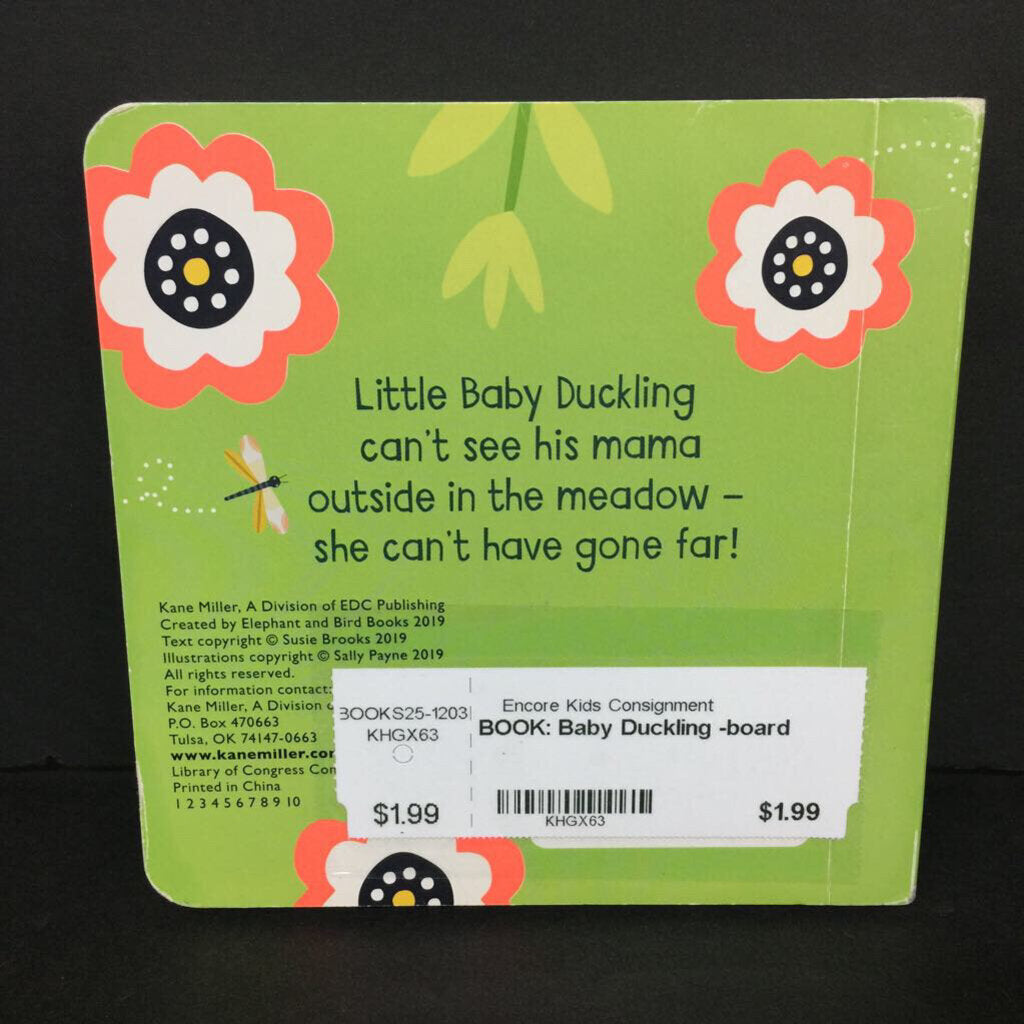 Little Baby Duckling
can't see his mama
outside in the meadow –
she can't have gone far!
Kane Miller, A Division of EDC Publishing
Created by Elephant and Bird Books 2019
Text copyright © Susie Brooks 2019
Illustrations copyright © Sally Payne 2019
All rights reserved.
For information contact:
Kane Miller, A Division
P.O. Box 470663
Tulsa, OK 74147-0663
www.kanemiller.cor
Library of Congress Con
Printed in China
1 2 3 4 5 6 7 8 9 10
BOOKS25-1203
KHGX63
$1.99
Encore Kids Consignment
BOOK: Baby Duckling -board
KHGX63
$1.99